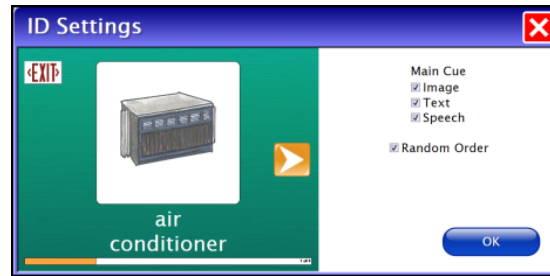 ID Settings
EXIT
Main Cue
Image
Text
Speech
Random Order
air
conditioner
OK